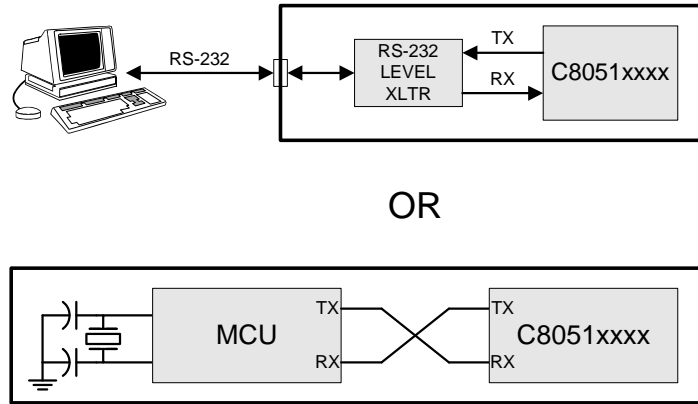 RS-232
RS-232
LEVEL
XLTR
TX
RX
C8051xxxx
OR
MCU
TX
RX
TX
RX
C8051xxxx